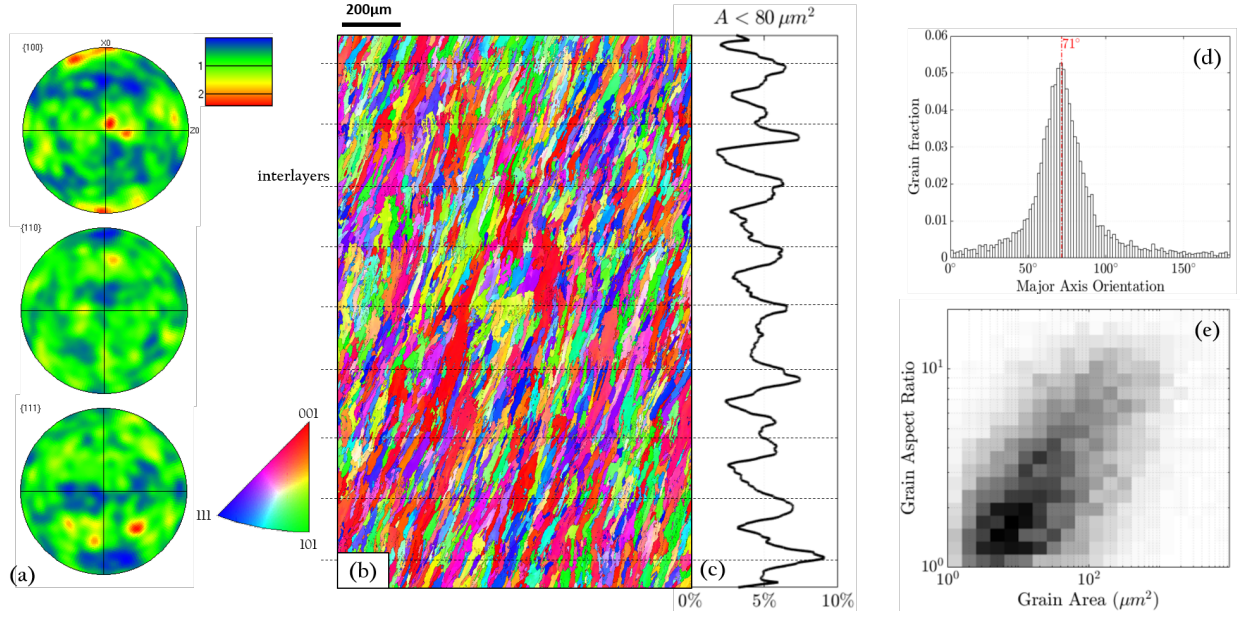 {100}
X0
1
2
20
{110}
{111}
001
111
101
(a)
200μm
interlayers
(b)
A < 80 μm²
(c)
0%
5%
10%
0.06
0.05
0.04
0.03
0.02
0.01
0
Grain fraction
71°
(d)
0°
50°
100°
150°
Major Axis Orientation
(e)
10¹
10⁰
Grain Aspect Ratio
10⁰
10²
Grain Area (μm²)